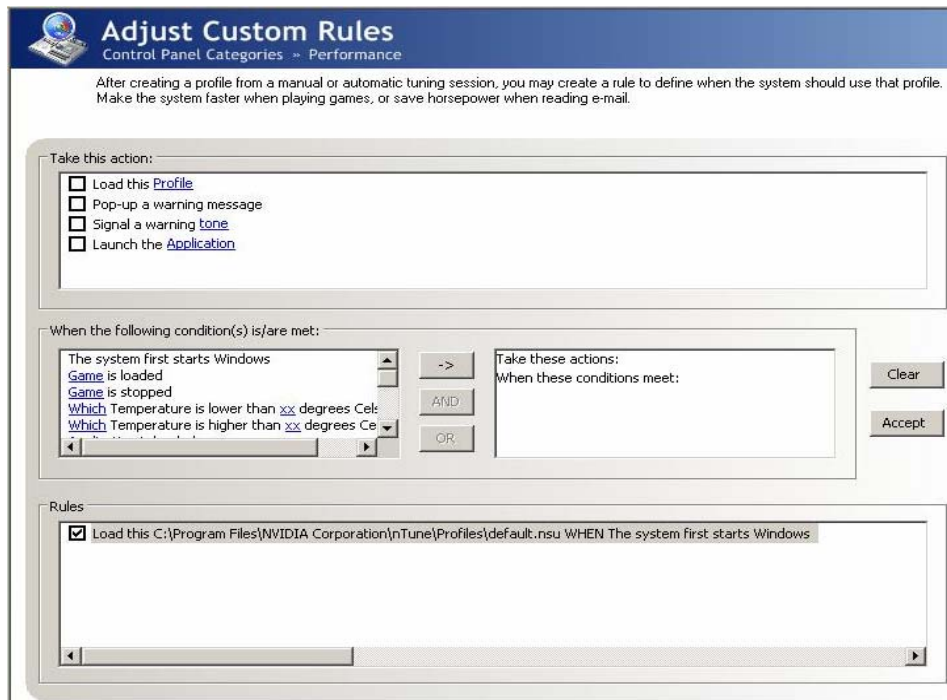 Adjust Custom Rules
Control Panel Categories » Performance
After creating a profile from a manual or automatic tuning session, you may create a rule to define when the system should use that profile.
Make the system faster when playing games, or save horsepower when reading e-mail.
Take this action:
Load this Profile
Pop-up a warning message
Signal a warning tone
Launch the Application
When the following condition(s) is/are met:
The system first starts Windows
Game is loaded
Game is stopped
Which Temperature is lower than xx degrees Cels
Which Temperature is higher than xx degrees Ce
->
AND
OR
Take these actions:
When these conditions meet:
Clear
Accept
Rules
Load this C:\Program Files\NVIDIA Corporation\nTune\Profiles\default.nsu WHEN The system first starts Windows